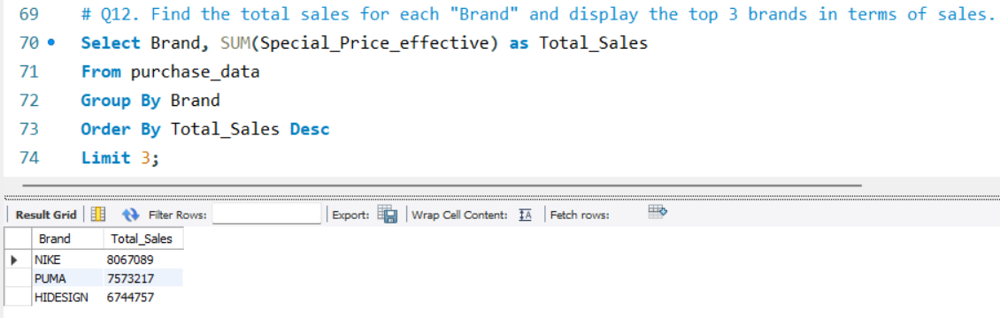 69 # Q12. Find the total sales for each "Brand" and display the top 3 brands in terms of sales.
70 Select Brand, SUM(Special_Price_effective) as Total_Sales
71 From purchase_data
72 Group By Brand
73 Order By Total_Sales Desc
74 Limit 3;
Result Grid Filter Rows: Export: Wrap Cell Content: IA Fetch rows:
Brand Total_Sales
NIKE 8067089
PUMA 7573217
HIDESIGN 6744757